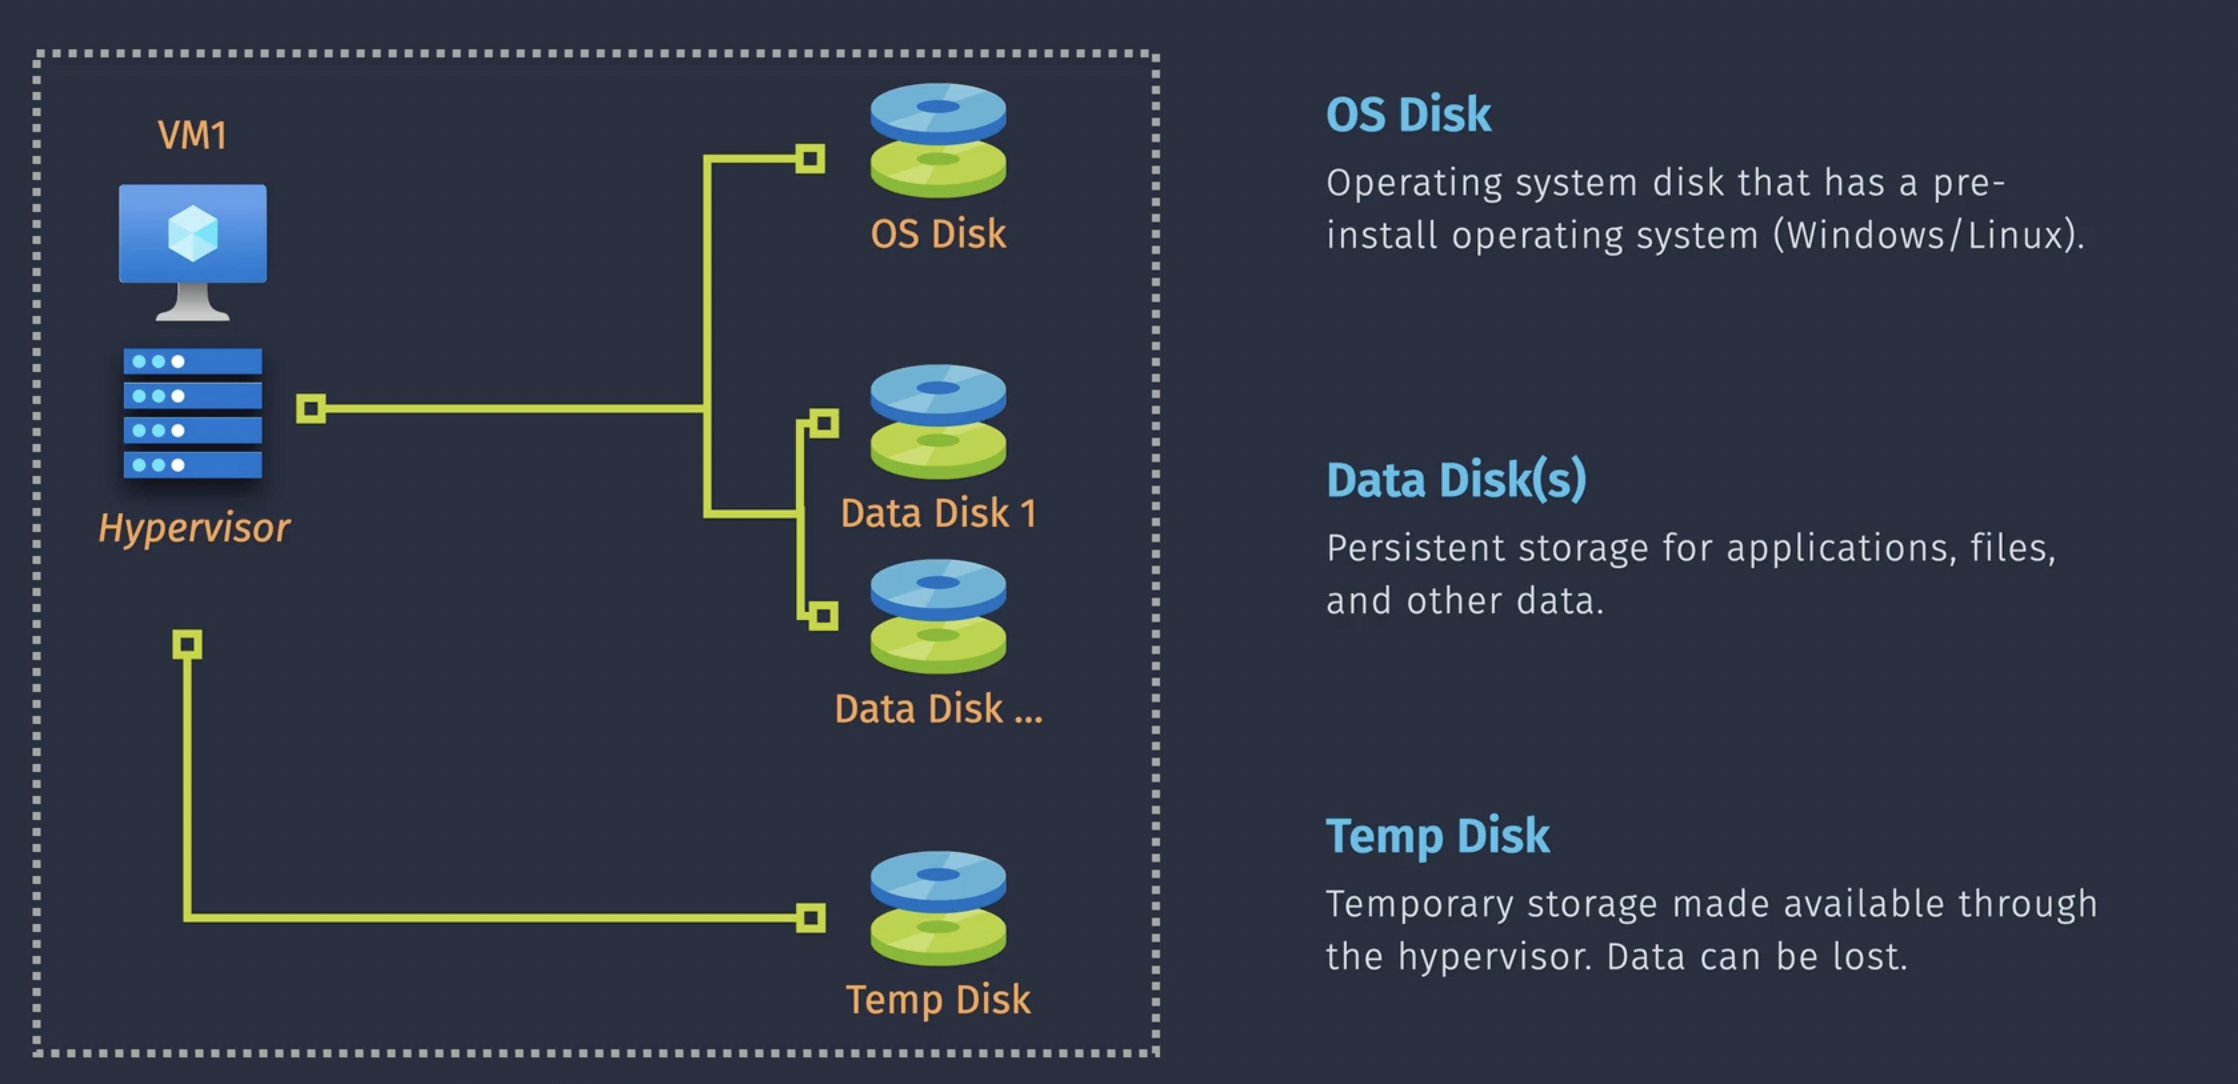 VM1
Hypervisor
OS Disk
Data Disk 1
Data Disk ...
Temp Disk
OS Disk
Operating system disk that has a pre-
install operating system (Windows/Linux).
Data Disk(s)
Persistent storage for applications, files,
and other data.
Temp Disk
Temporary storage made available through
the hypervisor. Data can be lost.